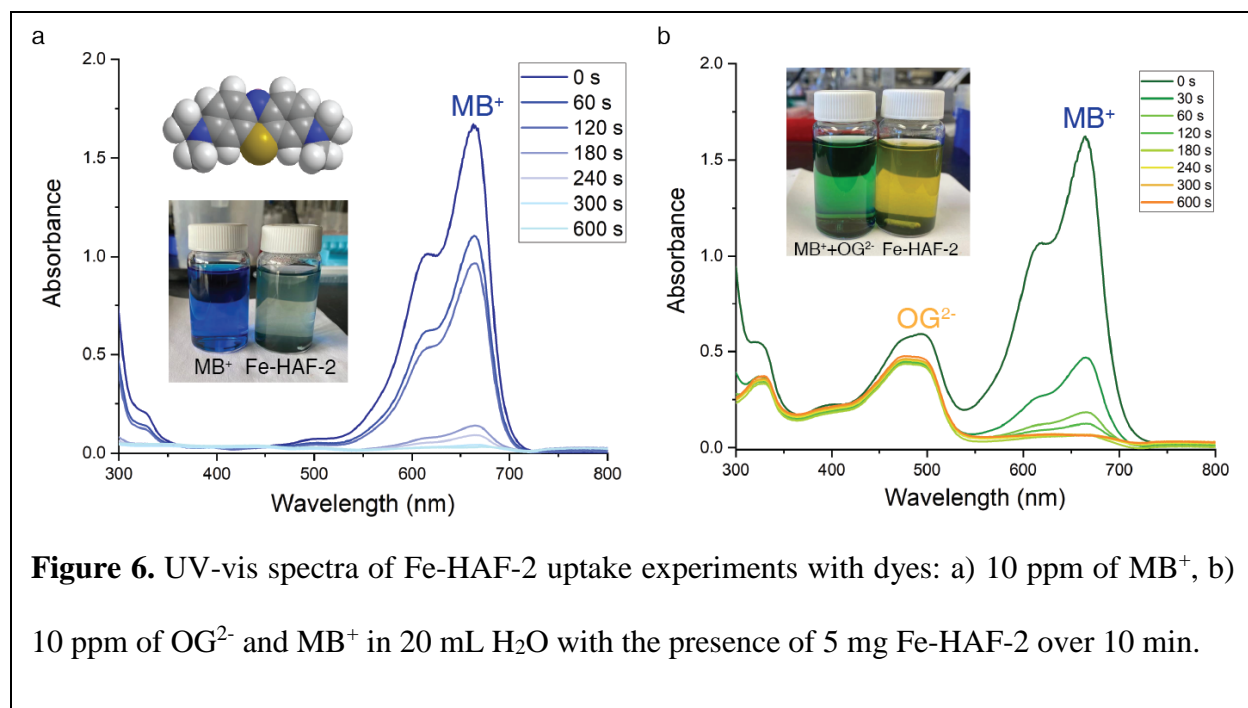 a
2.0
1.5
1.0
0.5
0.0
Absorbance
MB⁺
0 s
60 s
120 s
180 s
240 s
300 s
600 s
MB⁺ Fe-HAF-2
300 400 500 600 700 800
Wavelength (nm)
b
2.0
1.5
1.0
0.5
0.0
Absorbance
MB⁺
0 s
30 s
60 s
120 s
180 s
240 s
300 s
600 s
MB⁺+OG²⁻ Fe-HAF-2
OG²⁻
300 400 500 600 700 800
Wavelength (nm)
Figure 6. UV-vis spectra of Fe-HAF-2 uptake experiments with dyes: a) 10 ppm of MB⁺, b)
10 ppm of OG²⁻ and MB⁺ in 20 mL H₂O with the presence of 5 mg Fe-HAF-2 over 10 min.